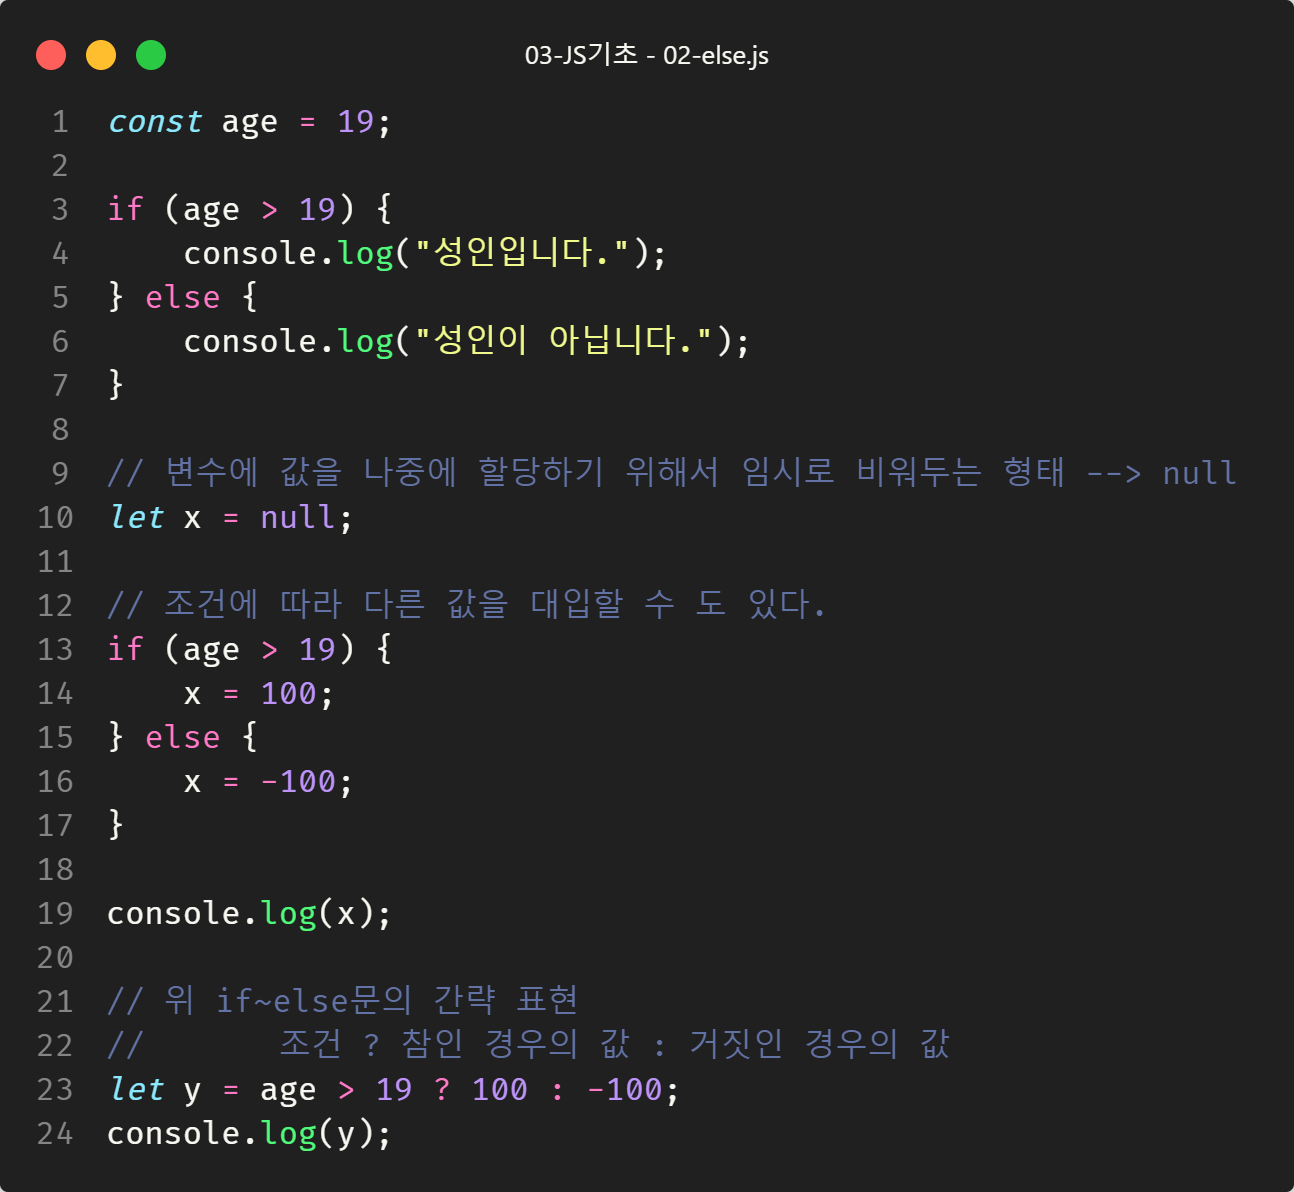 03-JS기초 - 02-else.js
1 const age = 19;
2
3 if (age > 19) {
4     console.log("성인입니다.");
5 } else {
6     console.log("성인이 아닙니다.");
7 }
8
9 // 변수에 값을 나중에 할당하기 위해서 임시로 비워두는 형태 --> null
10 let x = null;
11
12 // 조건에 따라 다른 값을 대입할 수 도 있다.
13 if (age > 19) {
14     x = 100;
15 } else {
16     x = -100;
17 }
18
19 console.log(x);
20
21 // 위 if~else문의 간략 표현
22 //       조건 ? 참인 경우의 값 : 거짓인 경우의 값
23 let y = age > 19 ? 100 : -100;
24 console.log(y);